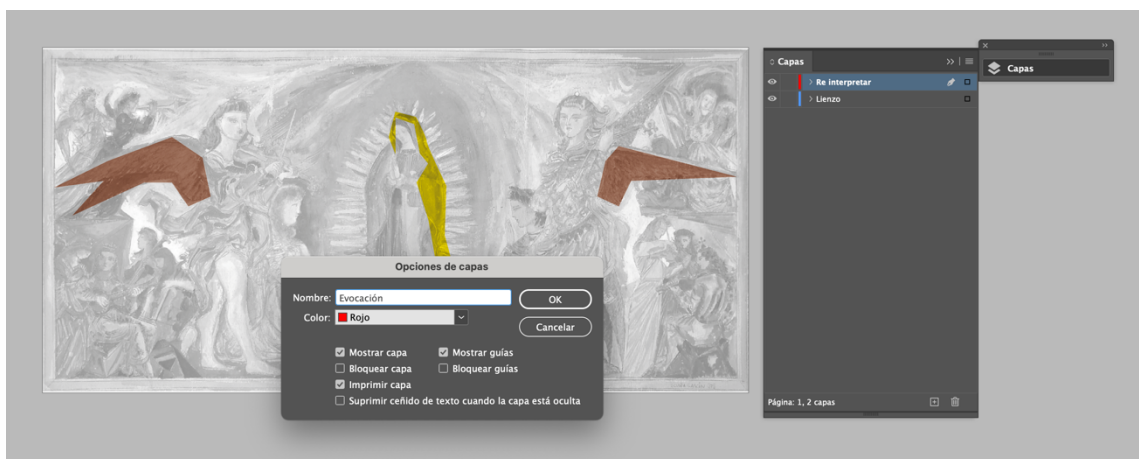 Capas
Capas
Re interpretar
Lienzo
Opciones de capas
Nombre: Evocación
OK
Color: Rojo
Cancelar
Mostrar capa Mostrar guías
Bloquear capa Bloquear guías
Imprimir capa
Suprimir ceñido de texto cuando la capa está oculta
Página: 1, 2 capas